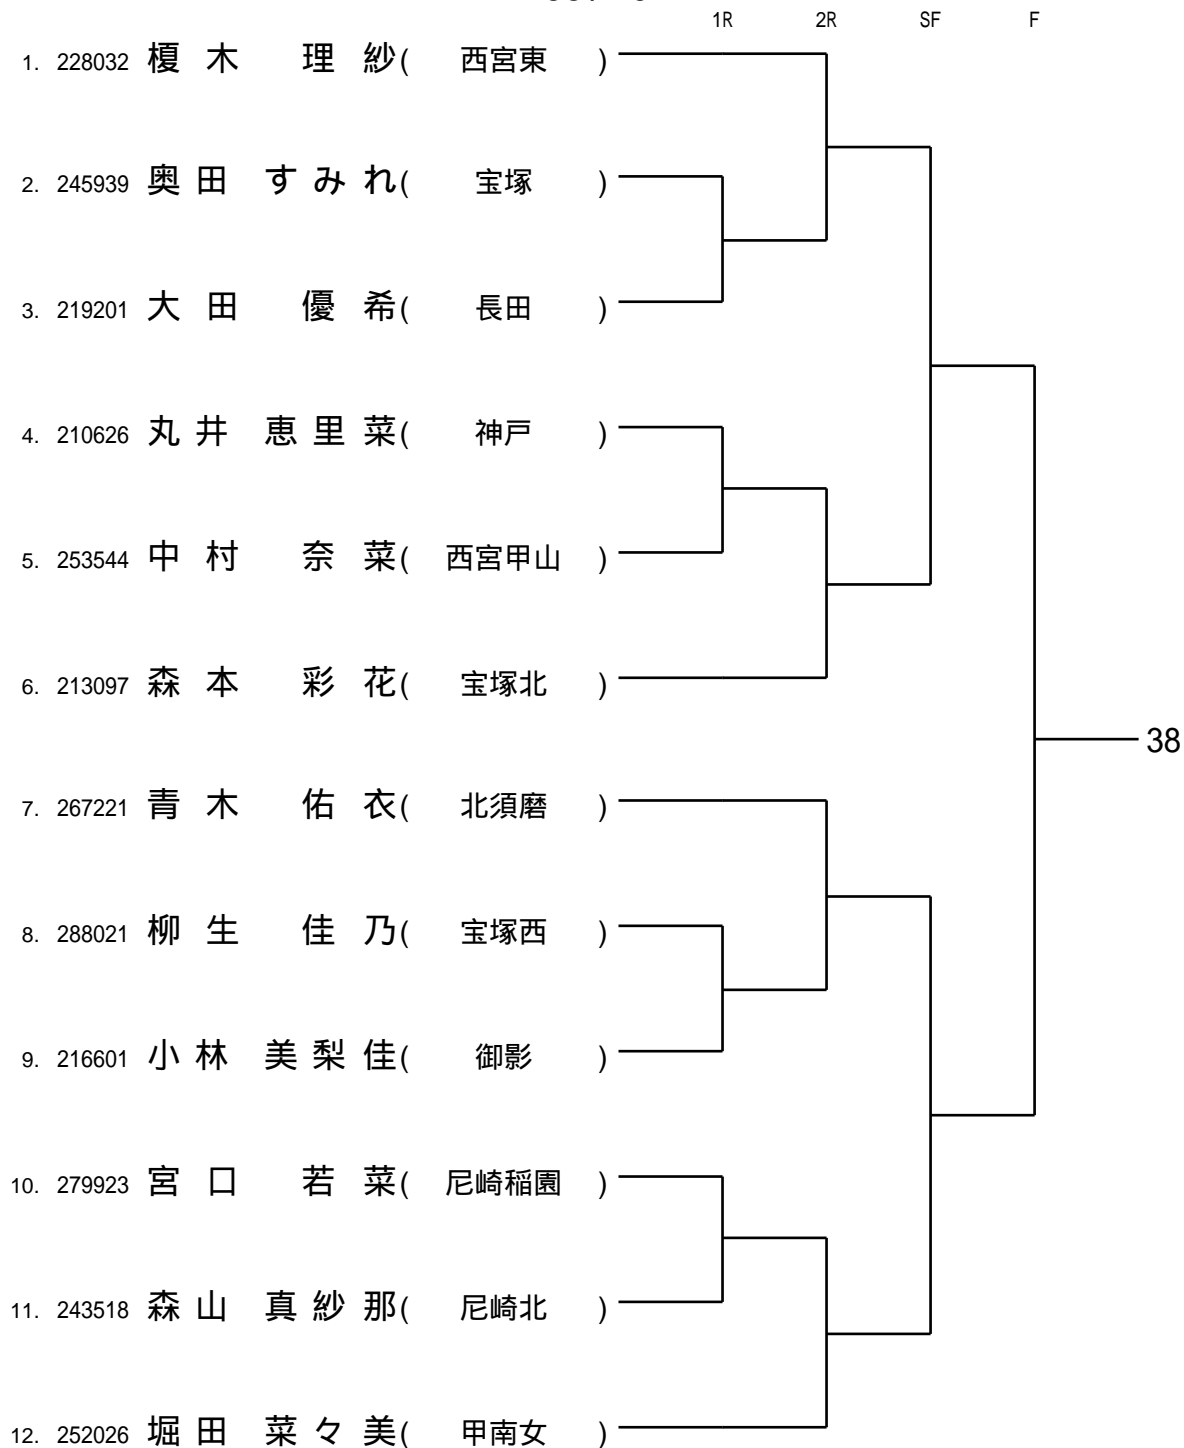 1R 2R SF F
1. 228032 榎木 理紗( 西宮東 )
2. 245939 奥田 すみれ( 宝塚 )
3. 219201 大田 優希( 長田 )
4. 210626 丸井 恵里菜( 神戸 )
5. 253544 中村 奈菜( 西宮甲山 )
6. 213097 森本 彩花( 宝塚北 )
38
7. 267221 青木 佑衣( 北須磨 )
8. 288021 柳生 佳乃( 宝塚西 )
9. 216601 小林 美梨佳( 御影 )
10. 279923 宮口 若菜( 尼崎稲園 )
11. 243518 森山 真紗那( 尼崎北 )
12. 252026 堀田 菜々美( 甲南女 )